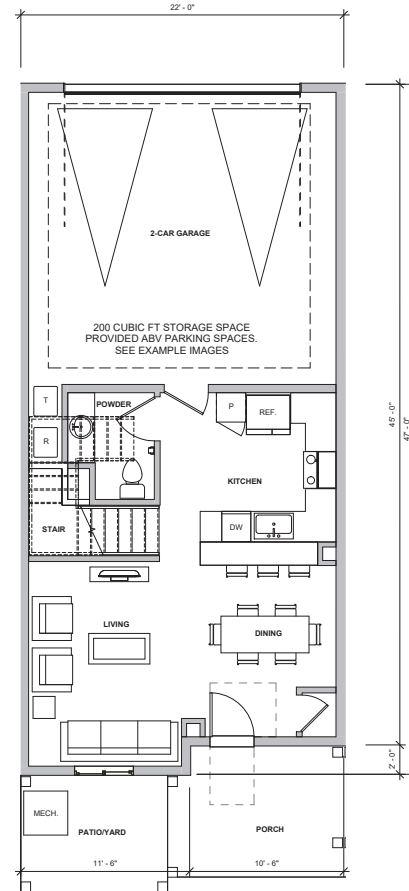 22' - 0"
2-CAR GARAGE
200 CUBIC FT STORAGE SPACE
PROVIDED ABV PARKING SPACES.
SEE EXAMPLE IMAGES
T
POWDER
P
REF.
R
45' - 0"
47' - 0"
KITCHEN
STAIR
DW
LIVING
DINING
2' - 0"
MECH.
PATIO/YARD
PORCH
11' - 6"
10' - 6"